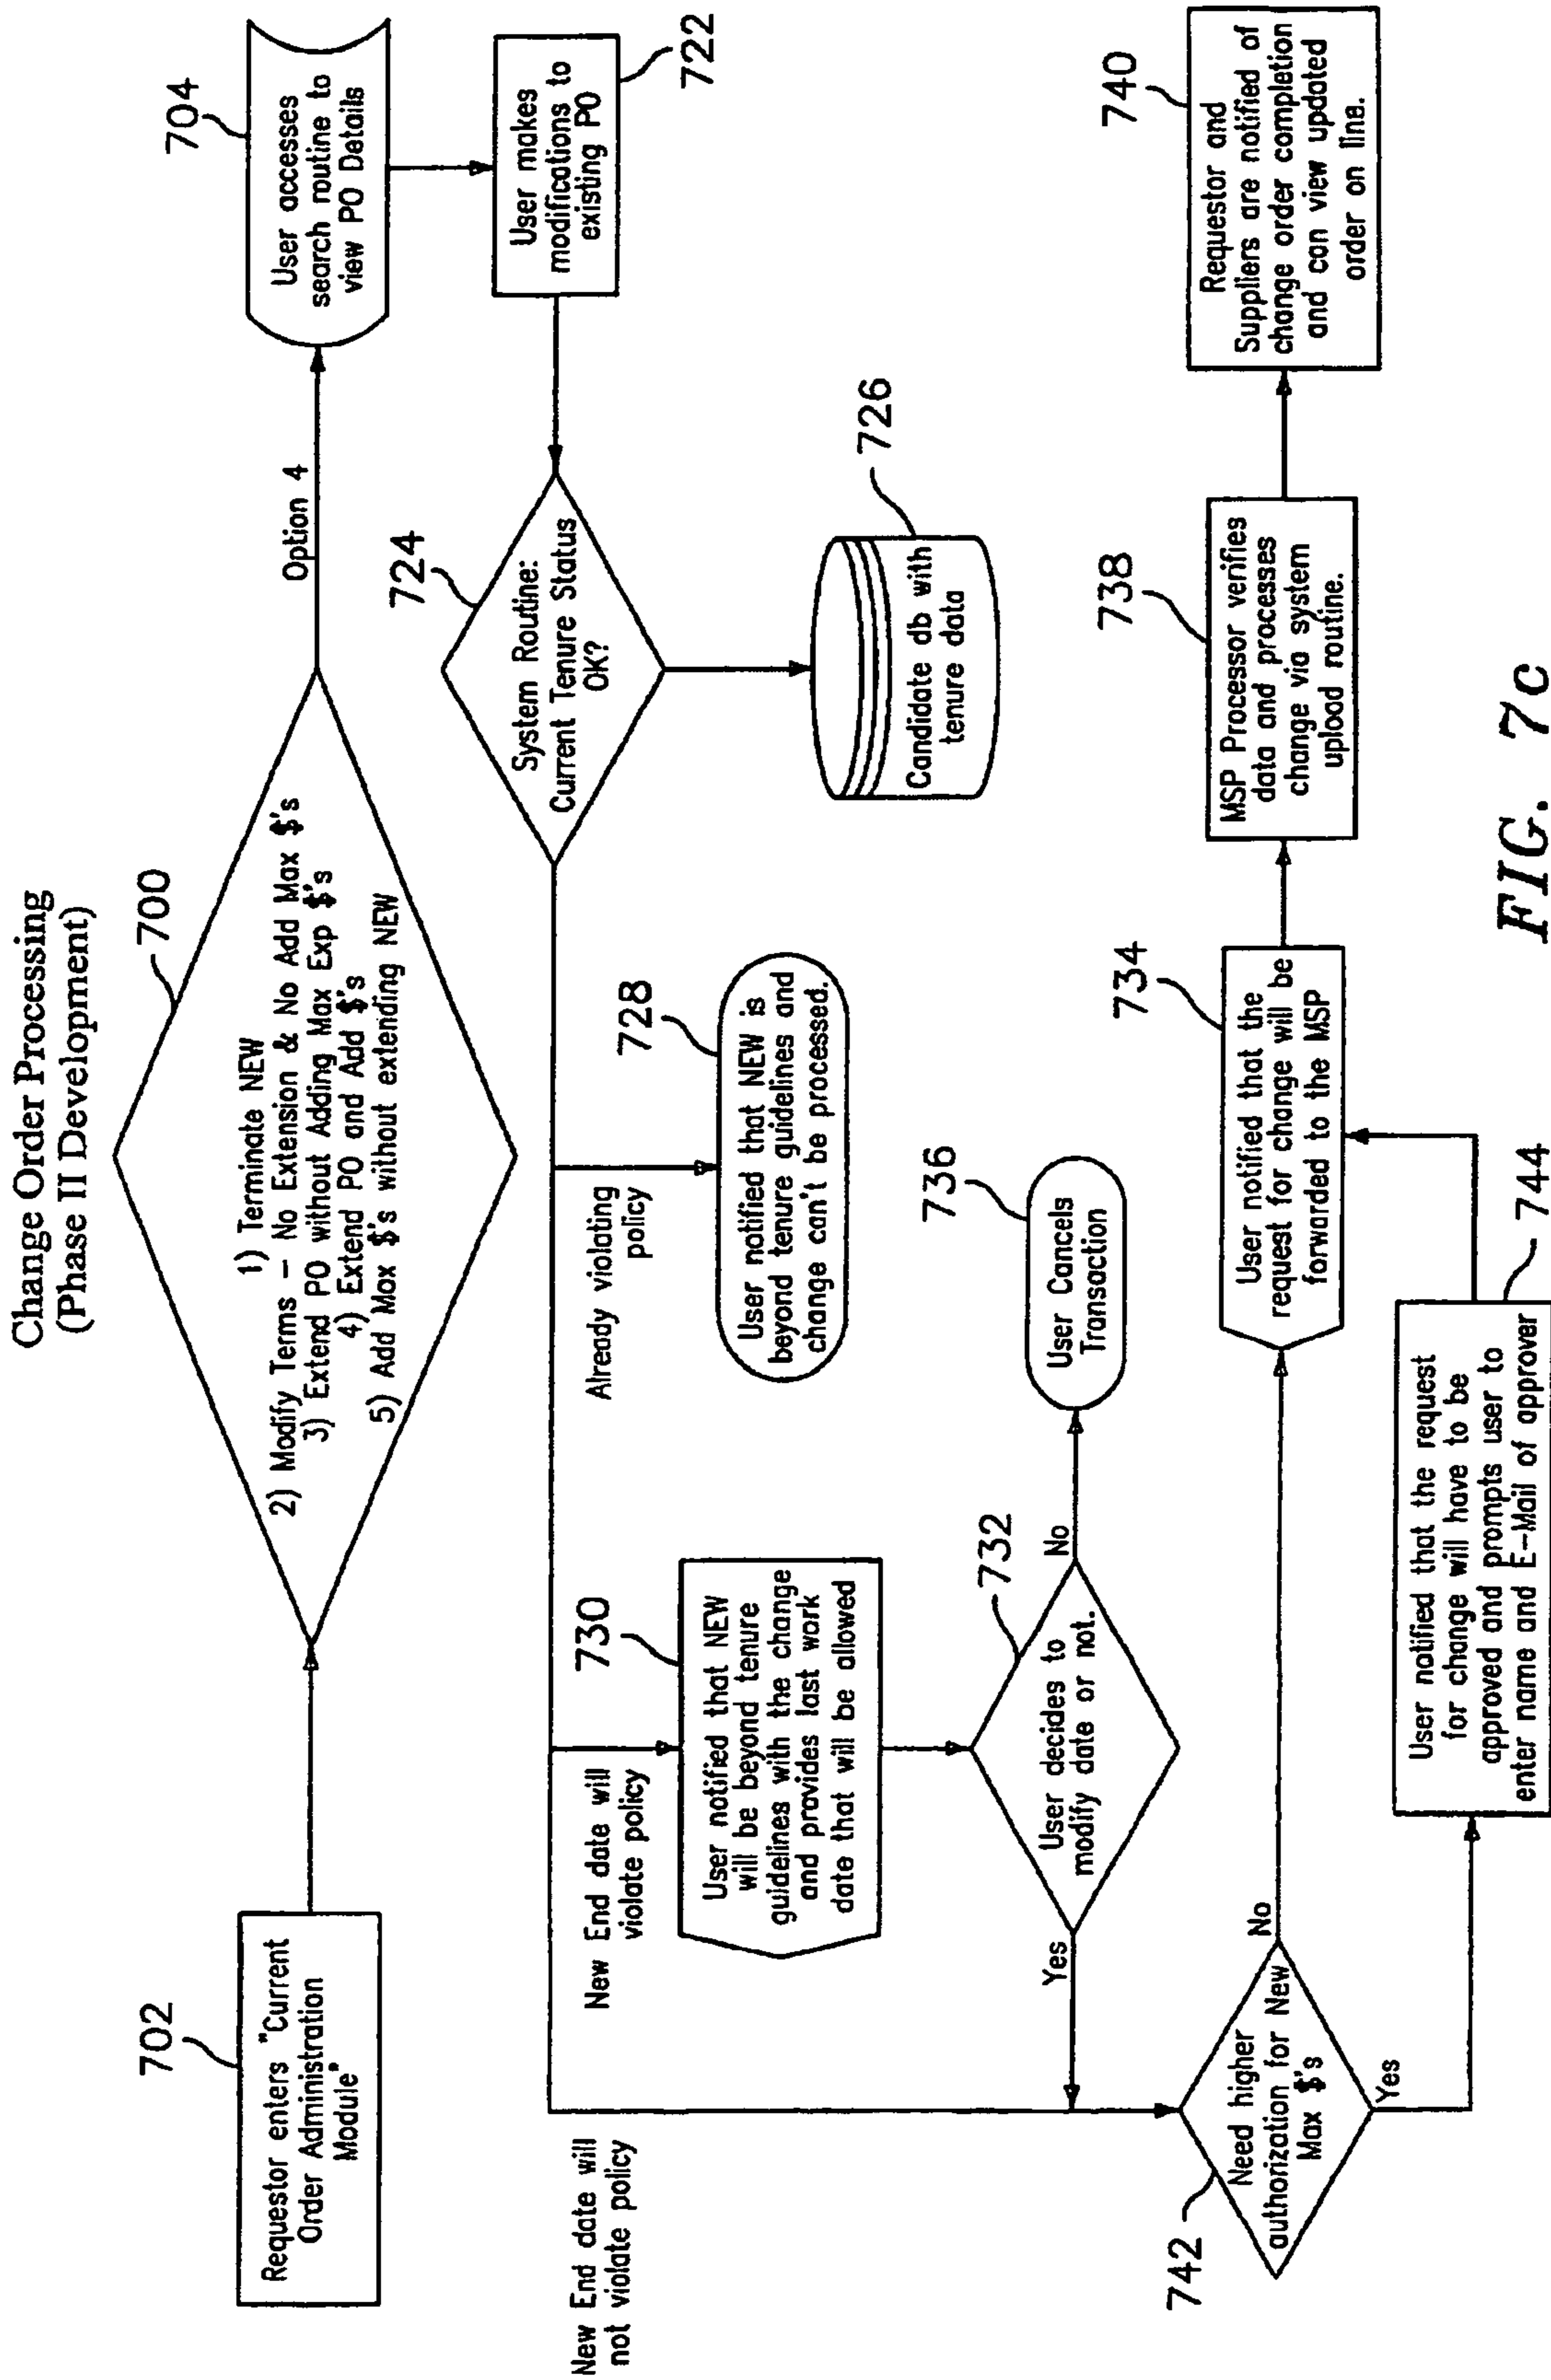 Change Order Processing
(Phase II Development)
702
Requestor enters "Current
Order Administration
Module"
700
1) Terminate NEW
2) Modify Terms – No Extension & No Add Max $'s
3) Extend PO without Adding Max Exp $'s
4) Extend PO and Add $'s
5) Add Max $'s without extending NEW
Option 4
704
User accesses
search routine to
view PO Details
722
User makes
modifications to
existing PO
724
System Routine:
Current Tenure Status
OK?
726
Candidate db with
tenure data
Already violating
policy
728
User notified that NEW is
beyond tenure guidelines and
change can't be processed.
New End date will
violate policy
730
User notified that NEW
will be beyond tenure
guidelines with the change
and provides last work
date that will be allowed
New End date will
not violate policy
732
User decides to
modify date or not.
No
Yes
736
User Cancels
Transaction
742
Need higher
authorization for New
Max $'s
No
Yes
734
User notified that the
request for change will be
forwarded to the MSP
744
User notified that the request
for change will have to be
approved and prompts user to
enter name and E-Mail of approver
738
MSP Processor verifies
data and processes
change via system
upload routine.
740
Requestor and
Suppliers are notified of
change order completion
and can view updated
order on line.
FIG. 7c